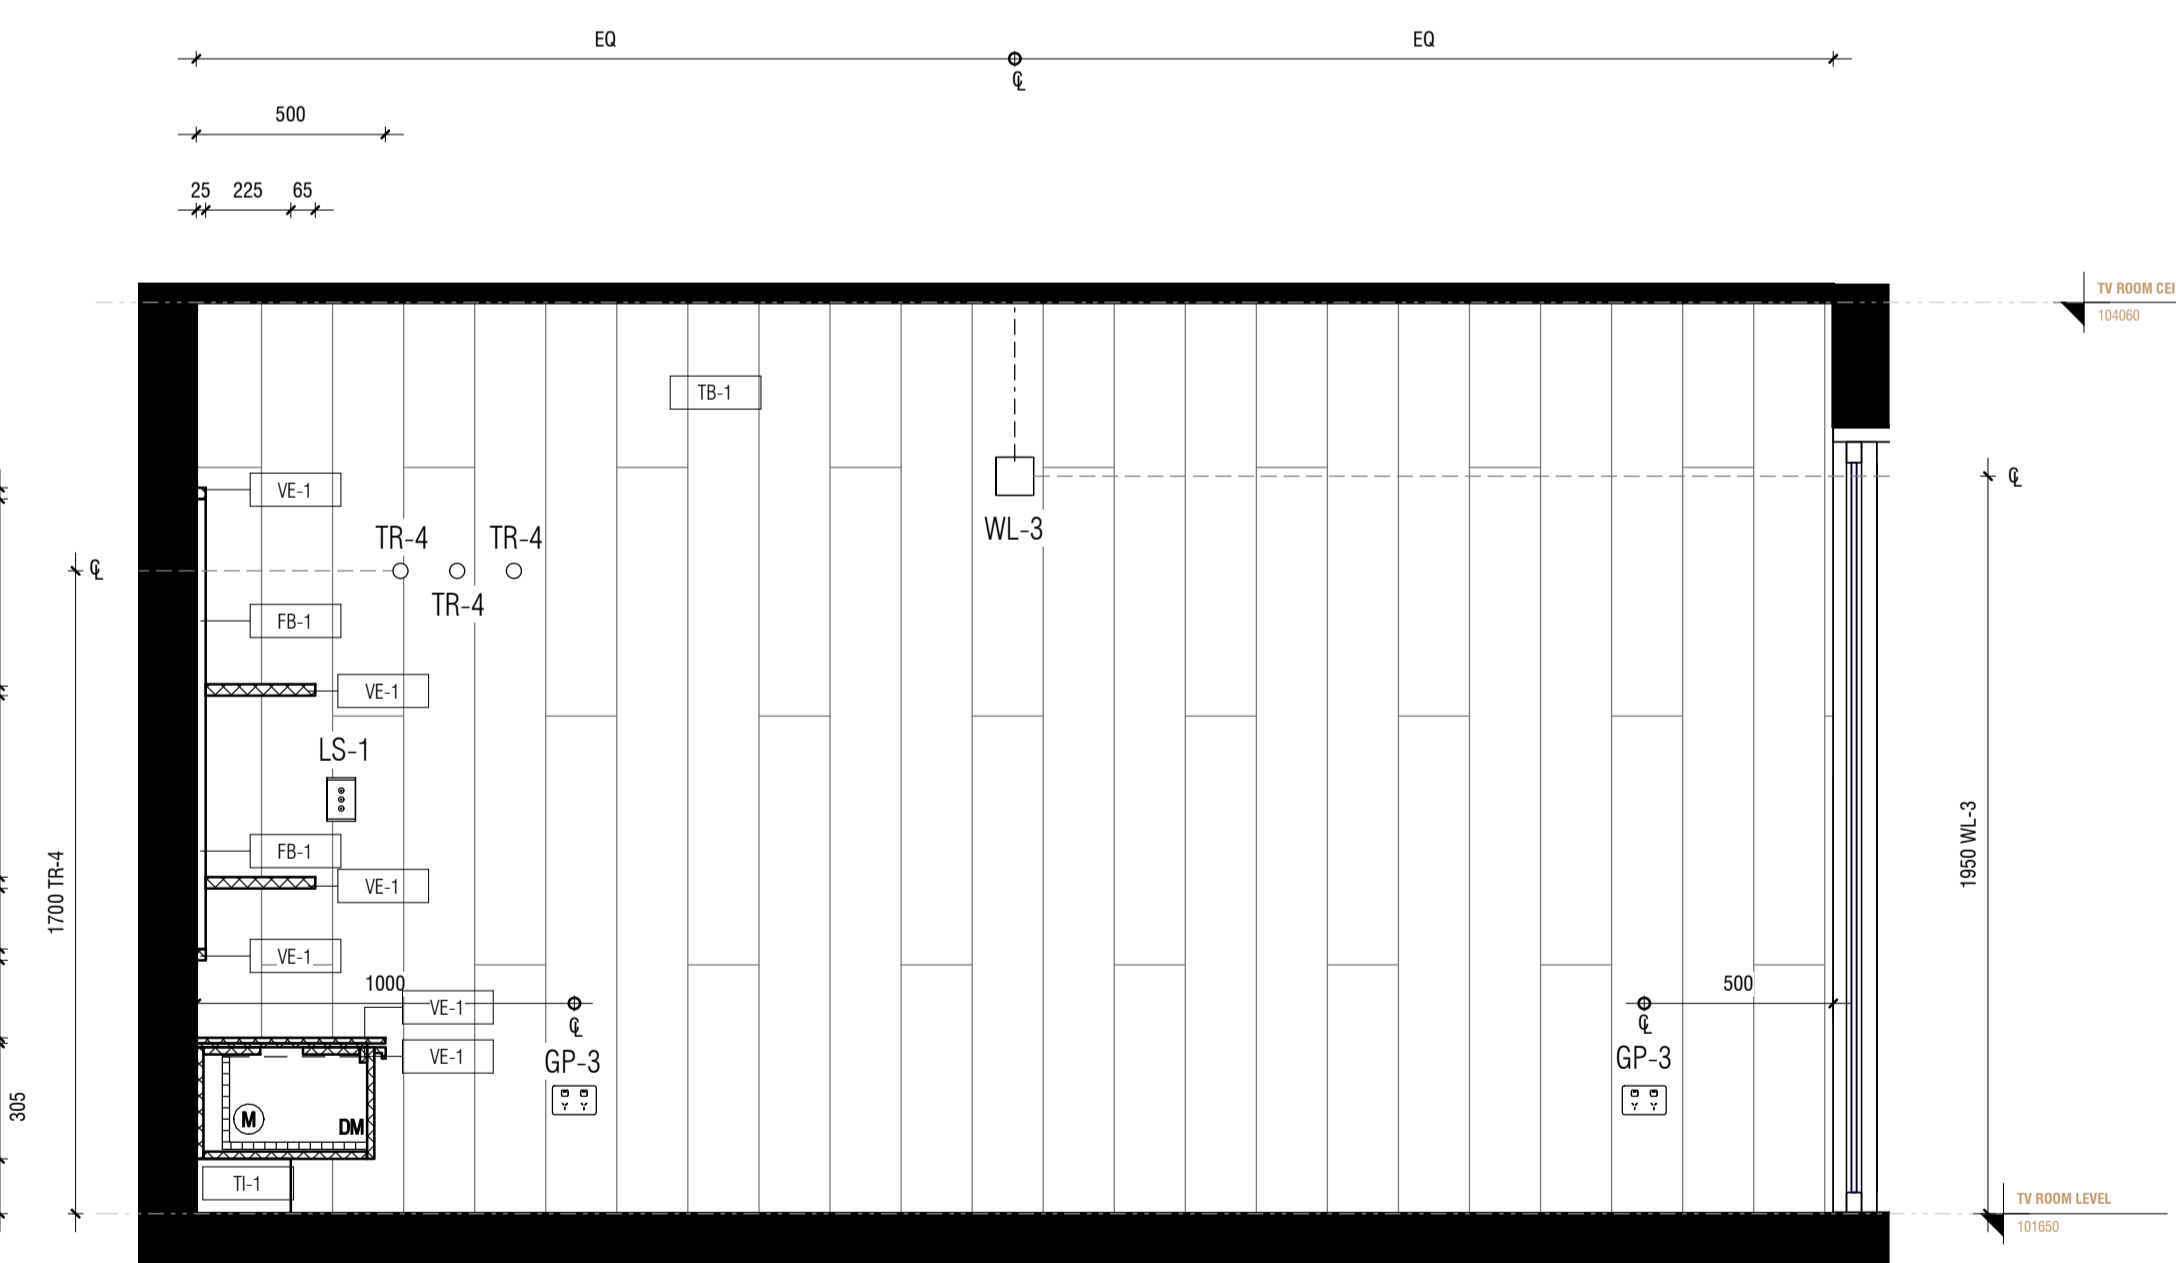 EQ EQ
℄
500
25 225 65
TV ROOM CEI
104060
TB-1
VE-1
℄
WL-3
TR-4 TR-4
℄
TR-4
FB-1
VE-1
LS-1
FB-1
VE-1
1700 TR-4
1950 WL-3
VE-1
1000
500
VE-1
℄ ℄
VE-1
GP-3 GP-3
305
M DM
TI-1
TV ROOM LEVEL
101650